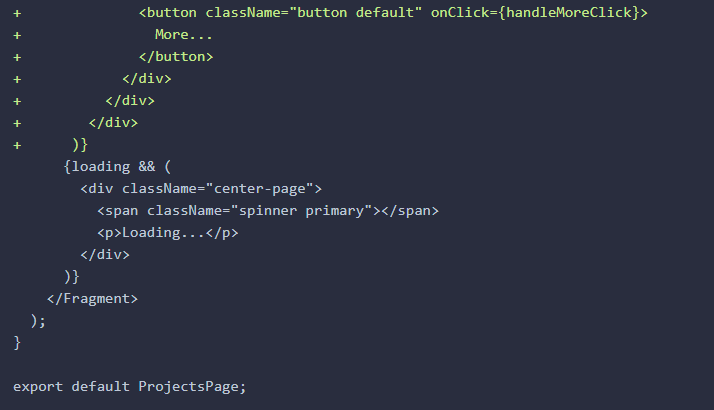 +              <button className="button default" onClick={handleMoreClick}>
+                More...
+              </button>
+            </div>
+          </div>
+        </div>
+      )}
      {loading && (
        <div className="center-page">
          <span className="spinner primary"></span>
          <p>Loading...</p>
        </div>
      )}
    </Fragment>
  );
}

export default ProjectsPage;